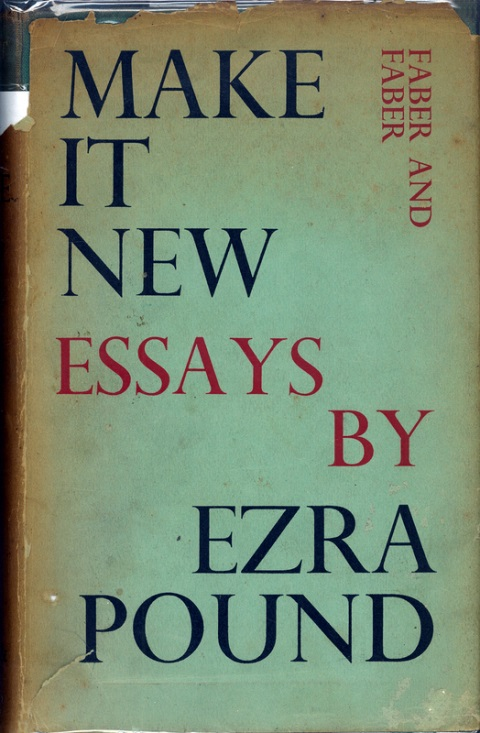 MAKE
IT
NEW
ESSAYS
BY
EZRA
POUND
FABER AND
FABER